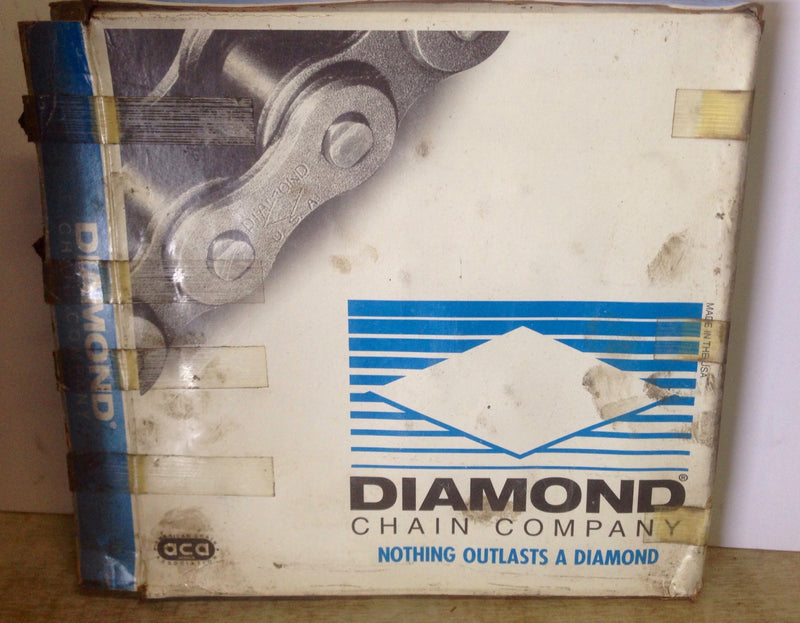 DIAMOND
U.S.A.
DIAMOND®
CHAIN COMPANY
MADE IN THE USA
DIAMOND®
CHAIN COMPANY
NOTHING OUTLASTS A DIAMOND
aca